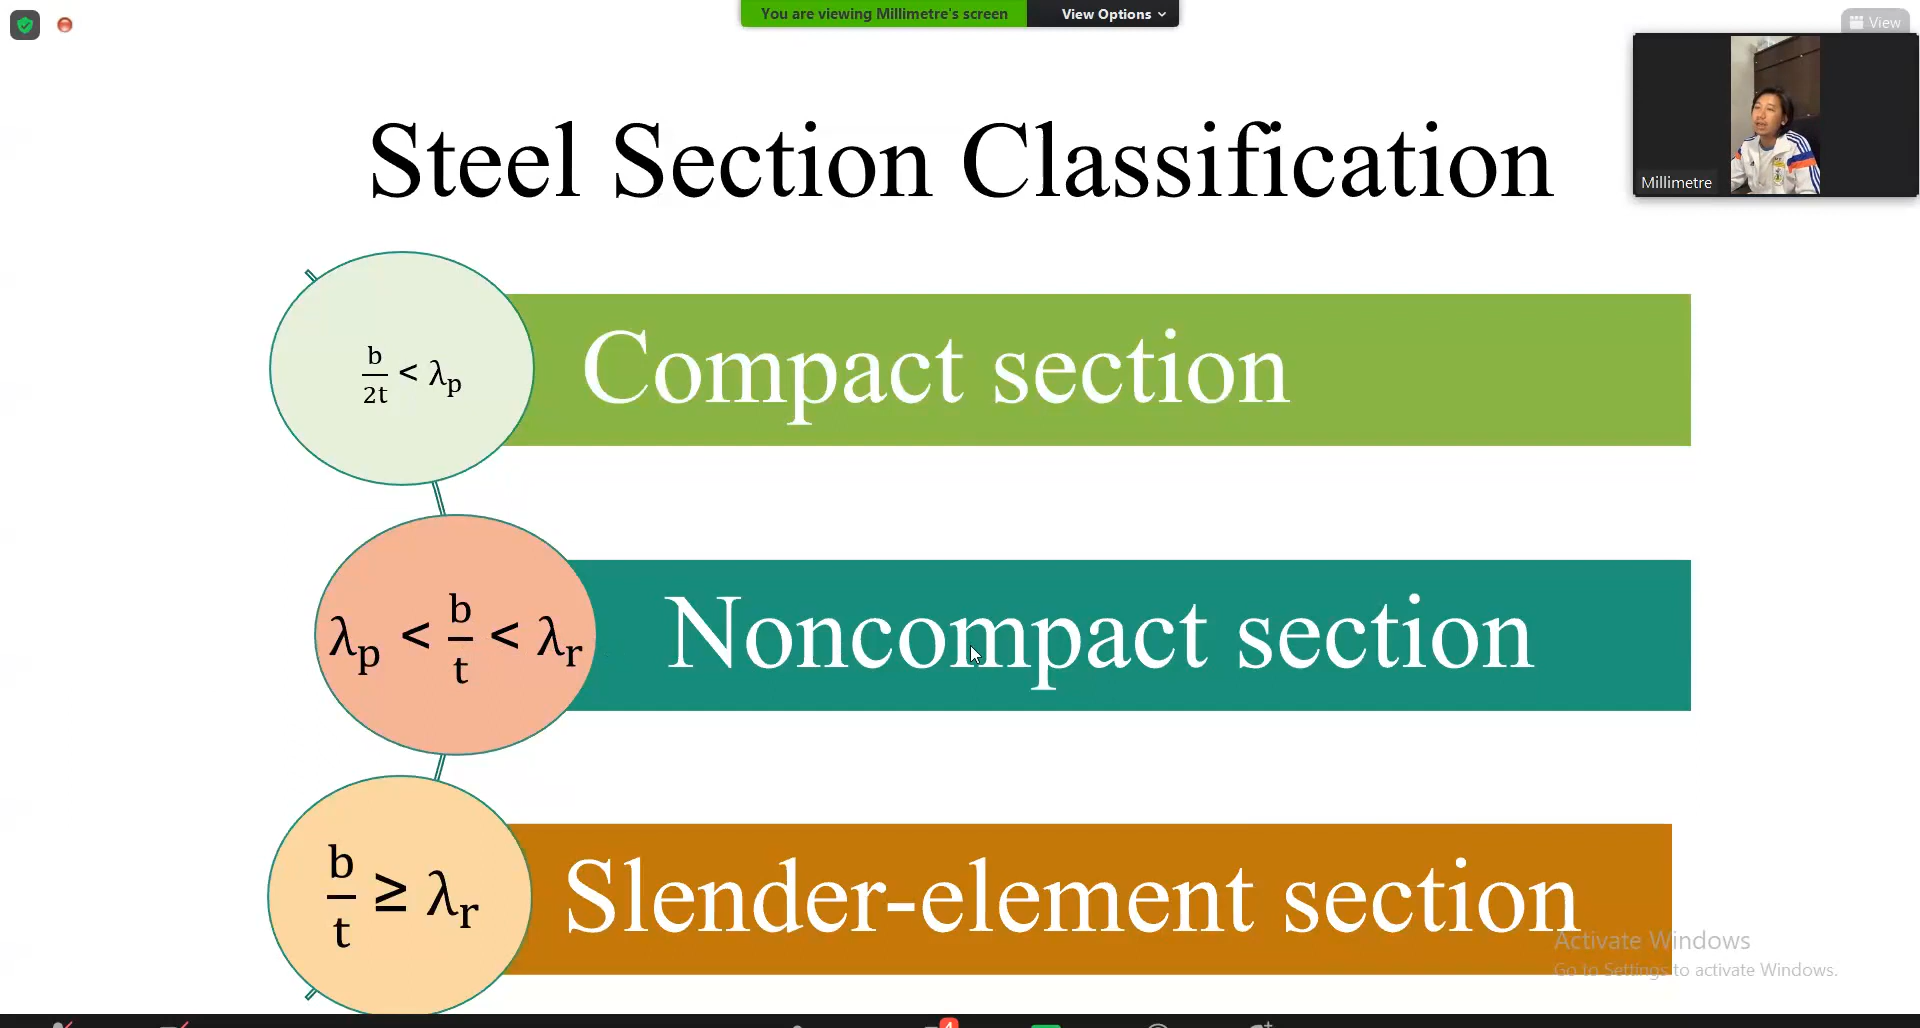 You are viewing Millimetre's screen
View Options
View
Millimetre
Steel Section Classification
b/2t < λp
Compact section
λp < b/t < λr
Noncompact section
b/t ≥ λr
Slender-element section
Activate Windows
Go to Settings to activate Windows.
4